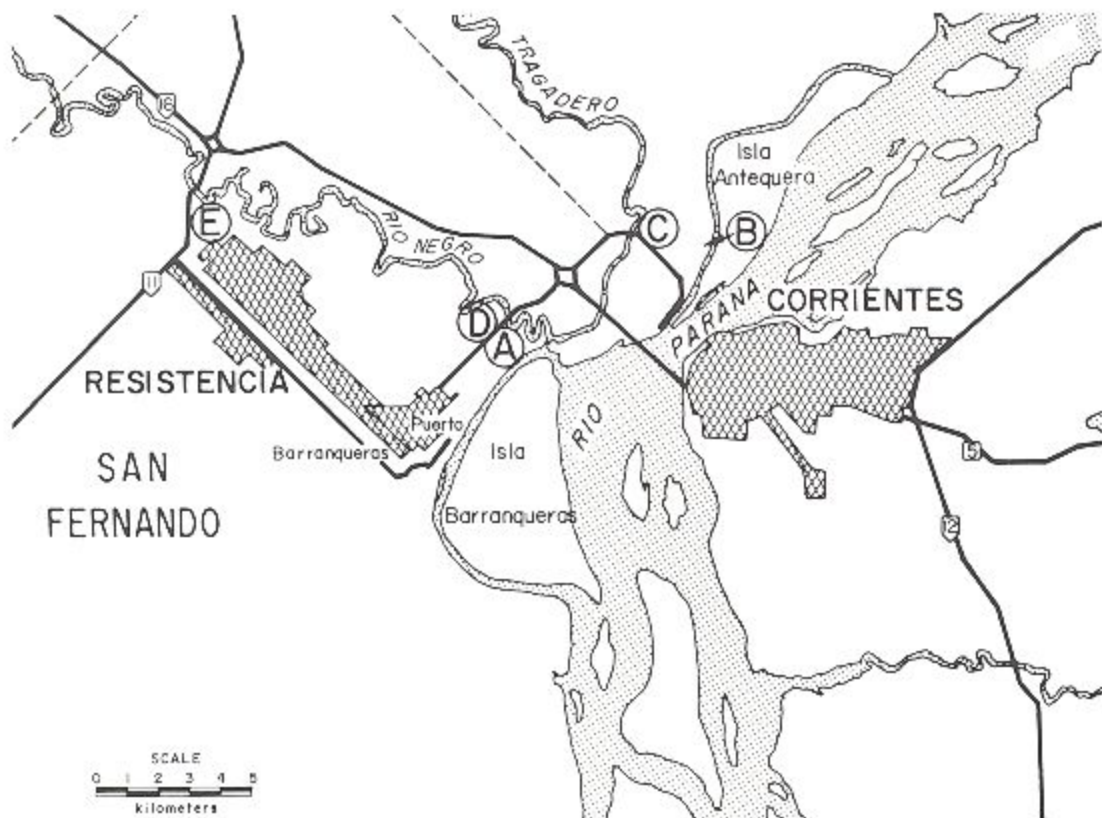 TRAGADERO
16
Isla
Antequera
E
RIO NEGRO
C
B
11
PARANA
CORRIENTES
D
A
RESISTENCIA
Puerto
RIO
Barranqueras
Isla
SAN
Barranqueras
FERNANDO
5
12
SCALE
0 1 2 3 4 5
kilometers